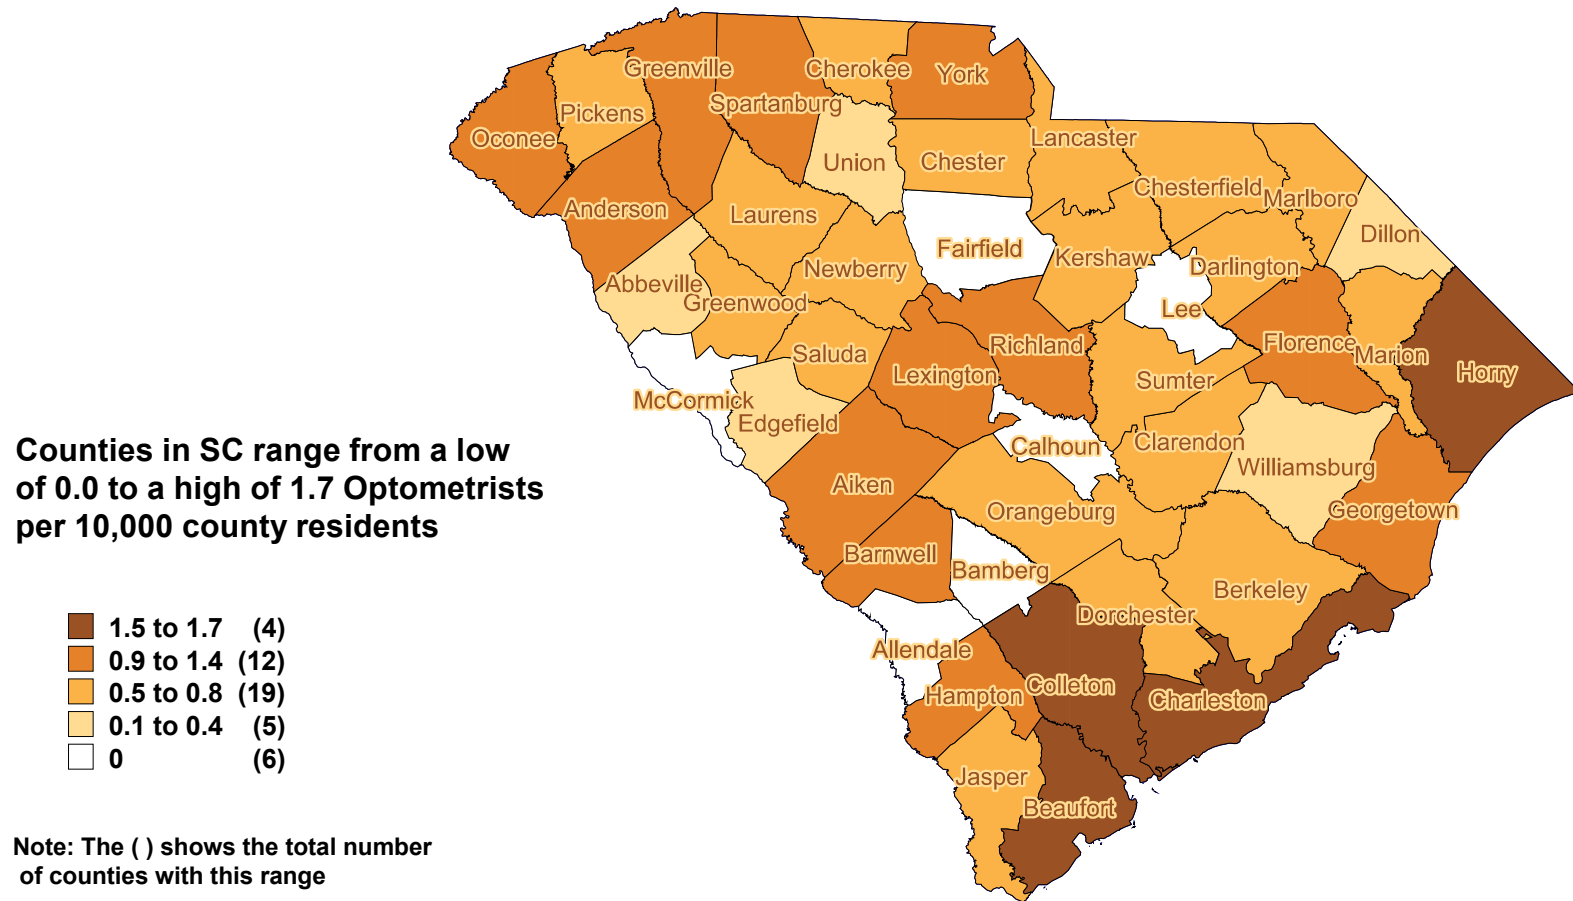 Greenville
Cherokee
York
Spartanburg
Pickens
Oconee
Lancaster
Union
Chester
Chesterfield
Marlboro
Anderson
Laurens
Dillon
Fairfield
Kershaw
Darlington
Newberry
Abbeville
Greenwood
Lee
Richland
Florence
Saluda
Marion
Lexington
Sumter
Horry
McCormick
Edgefield
Calhoun
Clarendon
Williamsburg
Aiken
Orangeburg
Georgetown
Barnwell
Bamberg
Berkeley
Dorchester
Allendale
Colleton
Hampton
Charleston
Jasper
Beaufort
Counties in SC range from a low
of 0.0 to a high of 1.7 Optometrists
per 10,000 county residents
1.5 to 1.7 (4)
0.9 to 1.4 (12)
0.5 to 0.8 (19)
0.1 to 0.4 (5)
0 (6)
Note: The ( ) shows the total number
of counties with this range